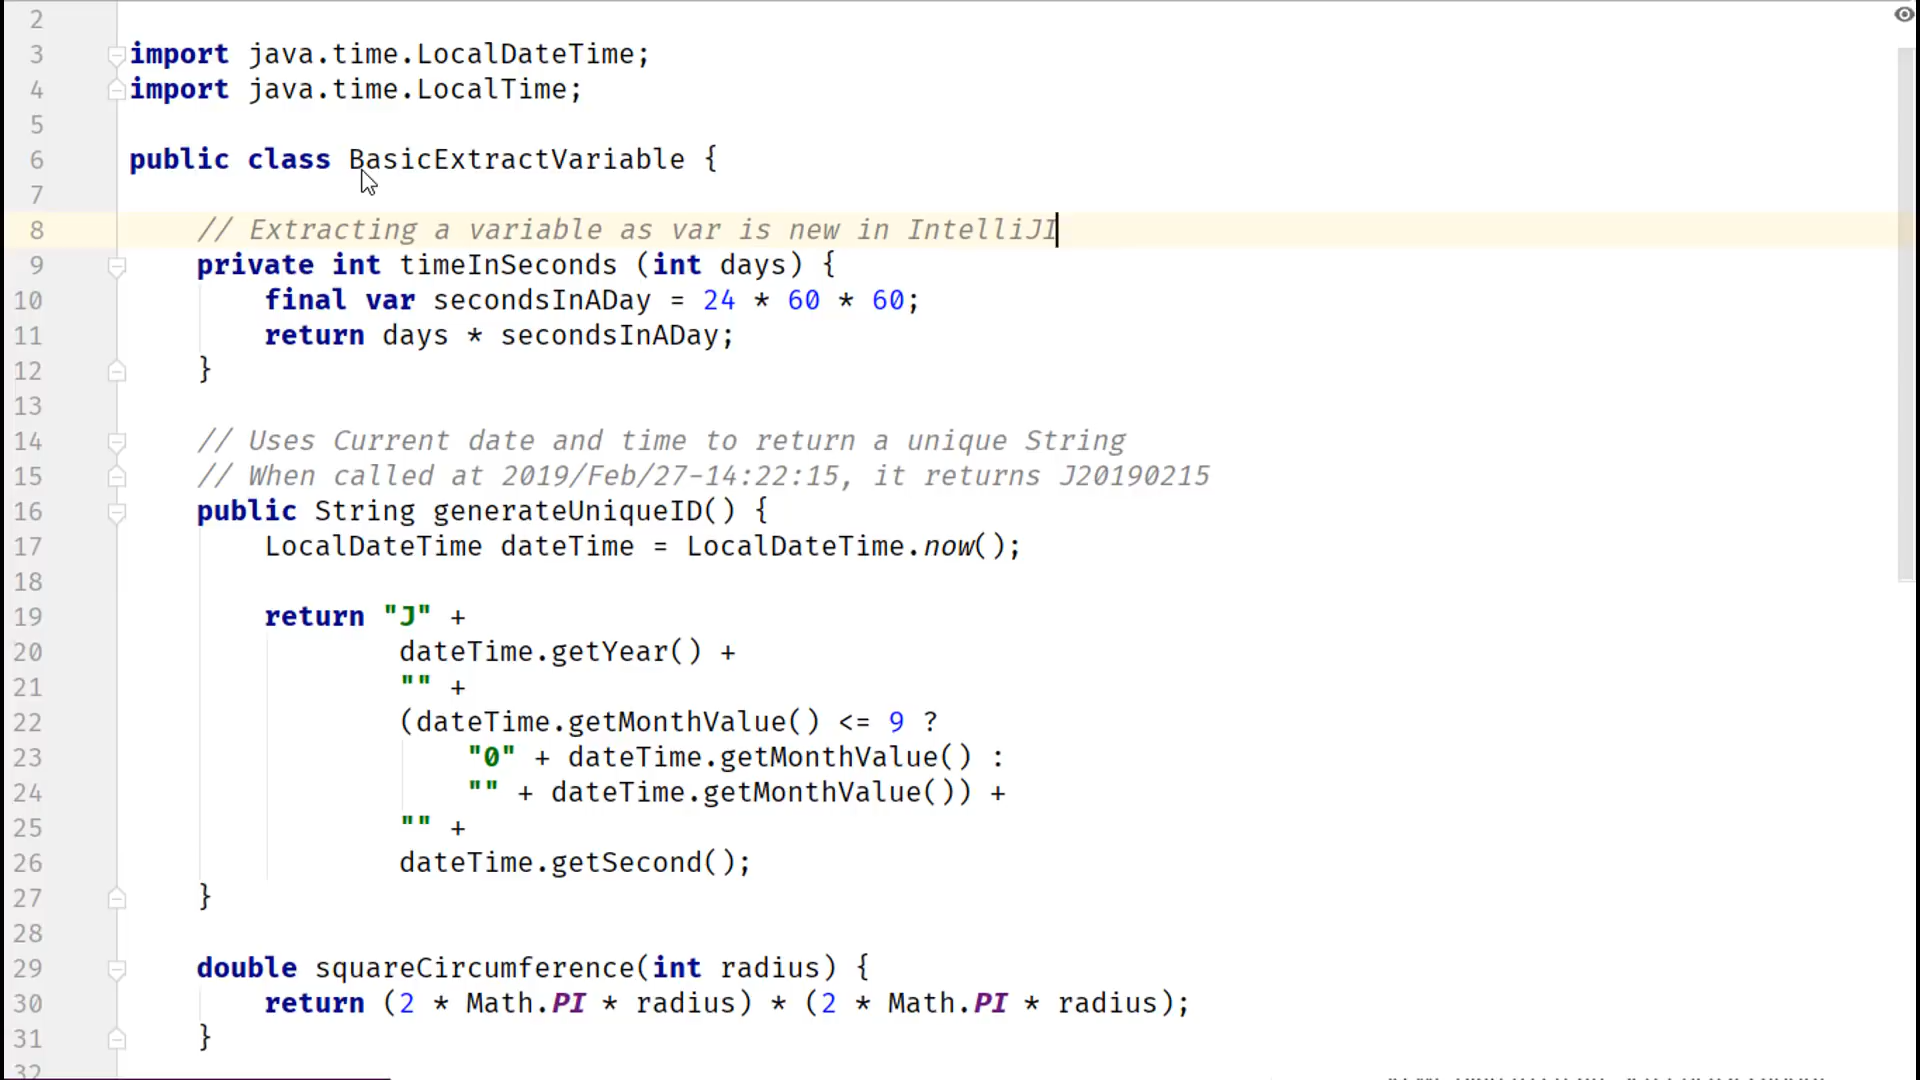 2
3 import java.time.LocalDateTime;
4 import java.time.LocalTime;
5
6 public class BasicExtractVariable {
7
8 // Extracting a variable as var is new in IntelliJI
9 private int timeInSeconds (int days) {
10 final var secondsInADay = 24 * 60 * 60;
11 return days * secondsInADay;
12 }
13
14 // Uses Current date and time to return a unique String
15 // When called at 2019/Feb/27-14:22:15, it returns J20190215
16 public String generateUniqueID() {
17 LocalDateTime dateTime = LocalDateTime.now();
18
19 return "J" +
20 dateTime.getYear() +
21 "" +
22 (dateTime.getMonthValue() <= 9 ?
23 "0" + dateTime.getMonthValue() :
24 "" + dateTime.getMonthValue()) +
25 "" +
26 dateTime.getSecond();
27 }
28
29 double squareCircumference(int radius) {
30 return (2 * Math.PI * radius) * (2 * Math.PI * radius);
31 }
32